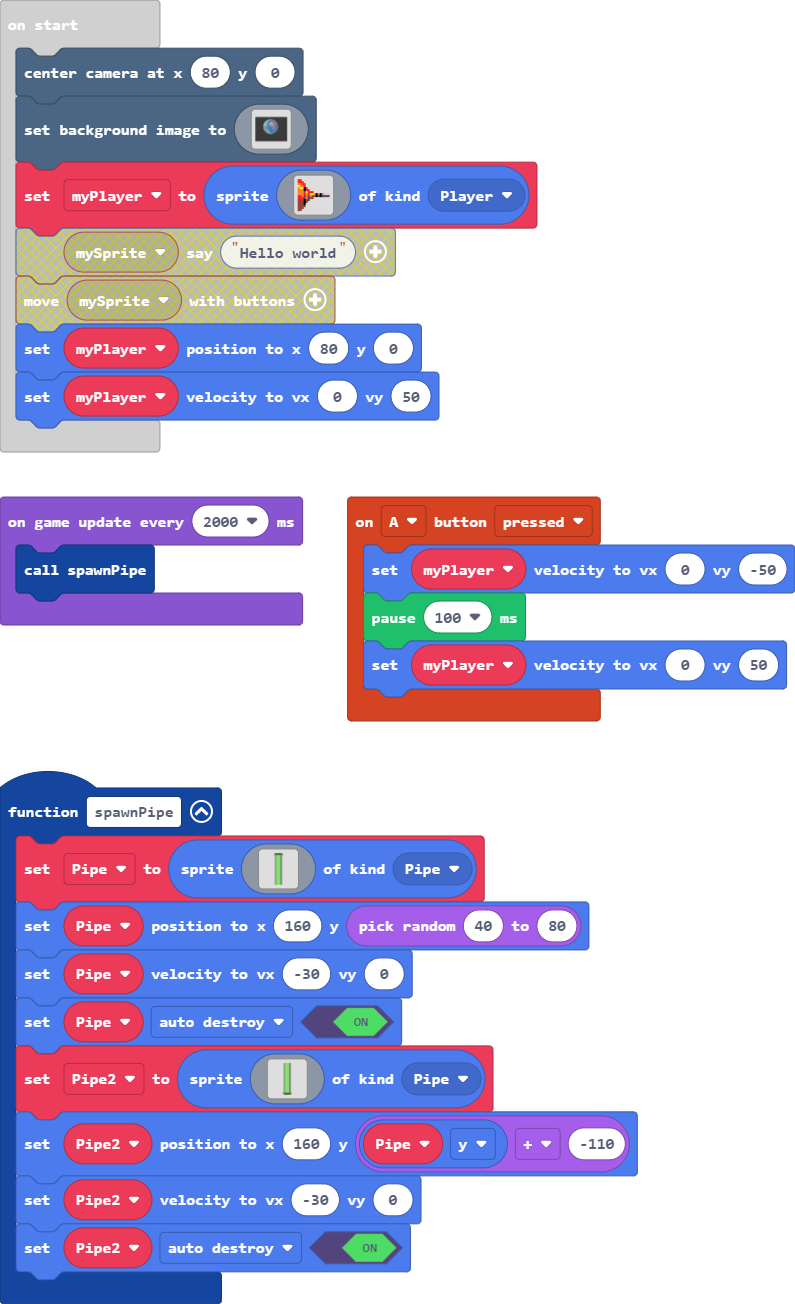 on start
center camera at x 80 y 0
set background image to
set myPlayer to sprite of kind Player
mySprite say "Hello world"
move mySprite with buttons
set myPlayer position to x 80 y 0
set myPlayer velocity to vx 0 vy 50
on game update every 2000 ms
call spawnPipe
on A button pressed
set myPlayer velocity to vx 0 vy -50
pause 100 ms
set myPlayer velocity to vx 0 vy 50
function spawnPipe
set Pipe to sprite of kind Pipe
set Pipe position to x 160 y pick random 40 to 80
set Pipe velocity to vx -30 vy 0
set Pipe auto destroy ON
set Pipe2 to sprite of kind Pipe
set Pipe2 position to x 160 y Pipe y + -110
set Pipe2 velocity to vx -30 vy 0
set Pipe2 auto destroy ON